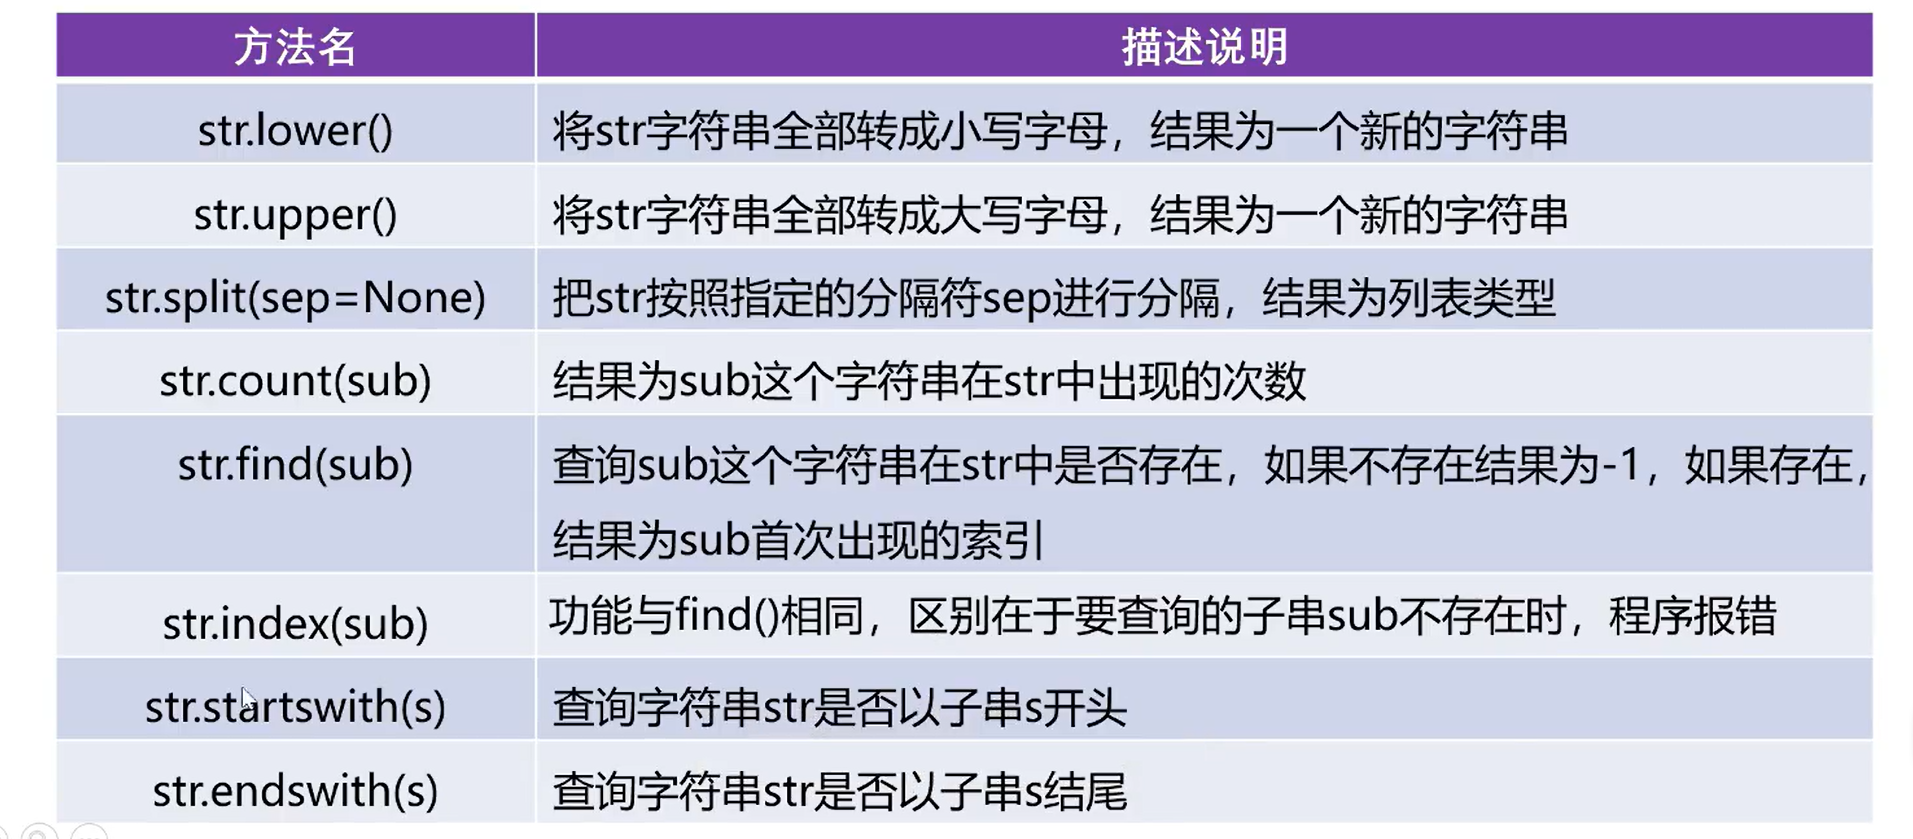 方法名 描述说明
str.lower() 将str字符串全部转成小写字母，结果为一个新的字符串
str.upper() 将str字符串全部转成大写字母，结果为一个新的字符串
str.split(sep=None) 把str按照指定的分隔符sep进行分隔，结果为列表类型
str.count(sub) 结果为sub这个字符串在str中出现的次数
str.find(sub) 查询sub这个字符串在str中是否存在，如果不存在结果为-1，如果存在，
结果为sub首次出现的索引
str.index(sub) 功能与find()相同，区别在于要查询的子串sub不存在时，程序报错
str.startswith(s) 查询字符串str是否以子串s开头
str.endswith(s) 查询字符串str是否以子串s结尾